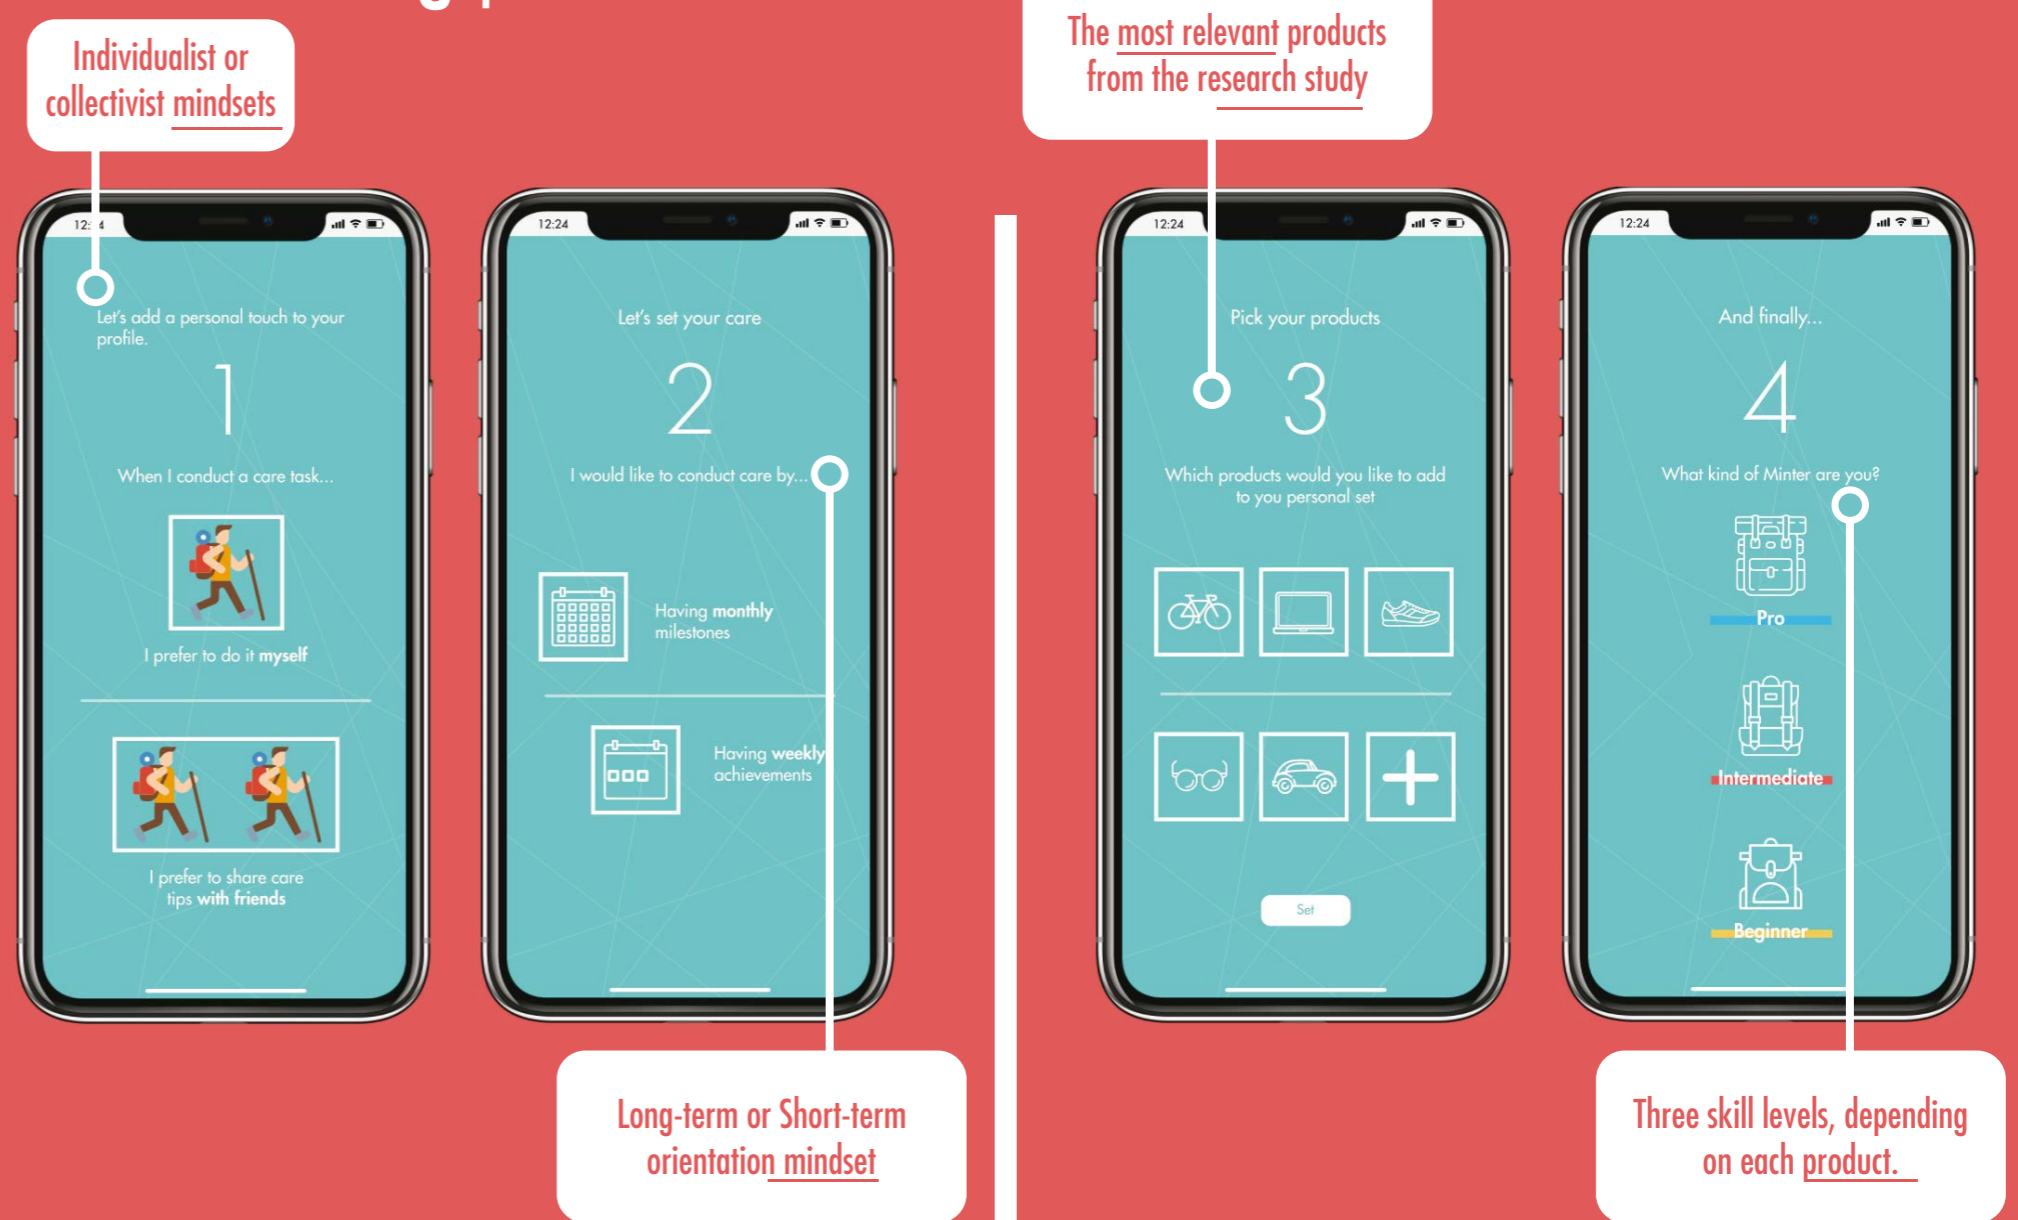 Individualist or
collectivist mindsets
The most relevant products
from the research study
12:24
Let's add a personal touch to your
profile.
1
When I conduct a care task...
I prefer to do it myself
I prefer to share care
tips with friends
12:24
Let's set your care
2
I would like to conduct care by...
Having monthly
milestones
Having weekly
achievements
Long-term or Short-term
orientation mindset
12:24
Pick your products
3
Which products would you like to add
to you personal set
Set
12:24
And finally...
4
What kind of Minter are you?
Pro
Intermediate
Beginner
Three skill levels, depending
on each product.